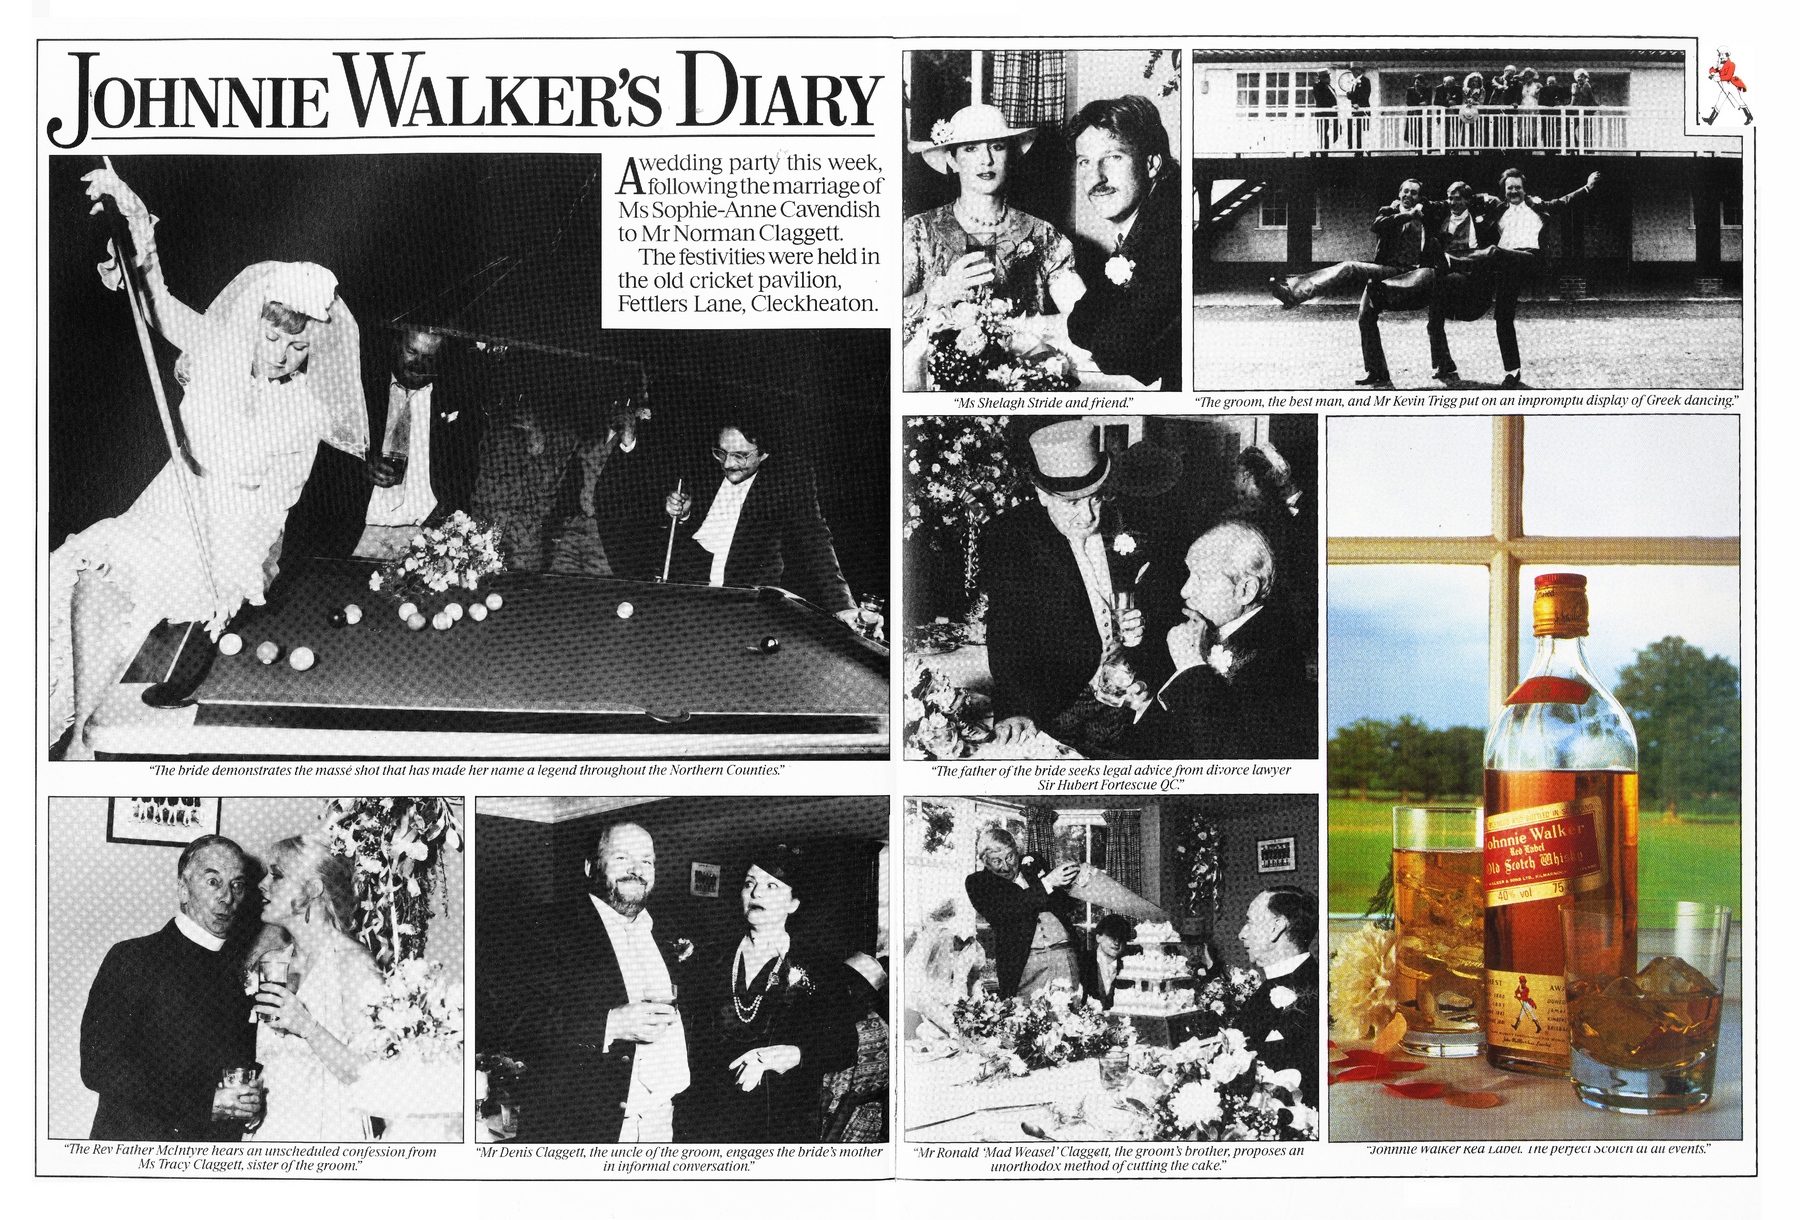 JOHNNIE WALKER'S DIARY
A wedding party this week,
following the marriage of
Ms Sophie-Anne Cavendish
to Mr Norman Claggett.
The festivities were held in
the old cricket pavilion,
Fettlers Lane, Cleckheaton.
“The bride demonstrates the massé shot that has made her name a legend throughout the Northern Counties.”
“The Rev Father McIntyre hears an unscheduled confession from
Ms Tracy Claggett, sister of the groom.”
“Mr Denis Claggett, the uncle of the groom, engages the bride's mother
in informal conversation.”
“Ms Shelagh Stride and friend.”
“The groom, the best man, and Mr Kevin Trigg put on an impromptu display of Greek dancing.”
“The father of the bride seeks legal advice from divorce lawyer
Sir Hubert Fortescue QC.”
“Mr Ronald ‘Mad Weasel’ Claggett, the groom's brother, proposes an
unorthodox method of cutting the cake.”
Johnnie Walker
Red Label
Old Scotch Whisky
40% vol 75
“Johnnie Walker Red Label. The perfect Scotch at all events.”